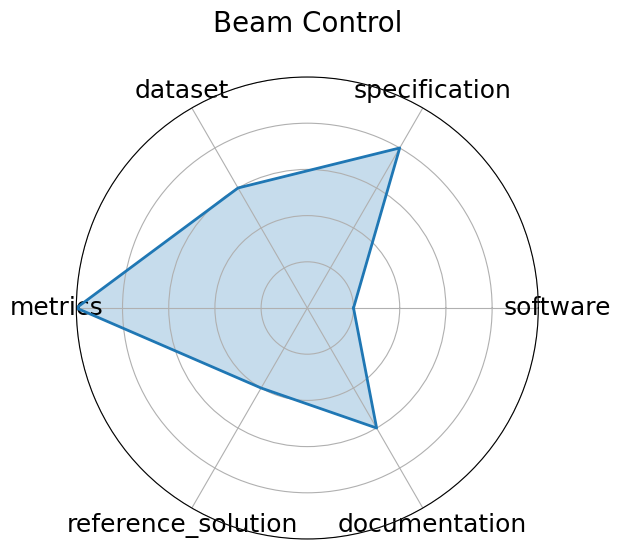 Beam Control
dataset
specification
metrics
software
reference_solution
documentation